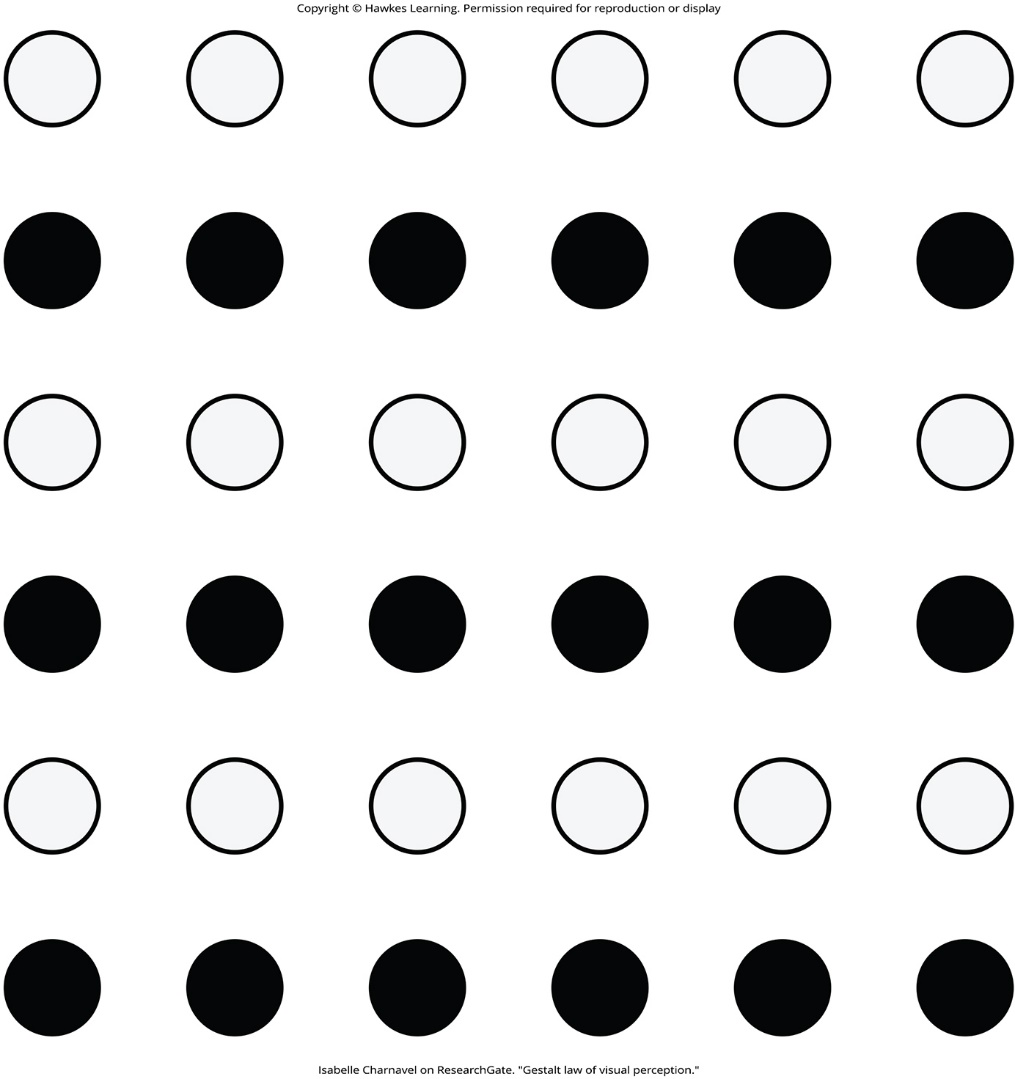 Copyright © Hawkes Learning. Permission required for reproduction or display
Isabelle Charnavel on ResearchGate. "Gestalt law of visual perception."